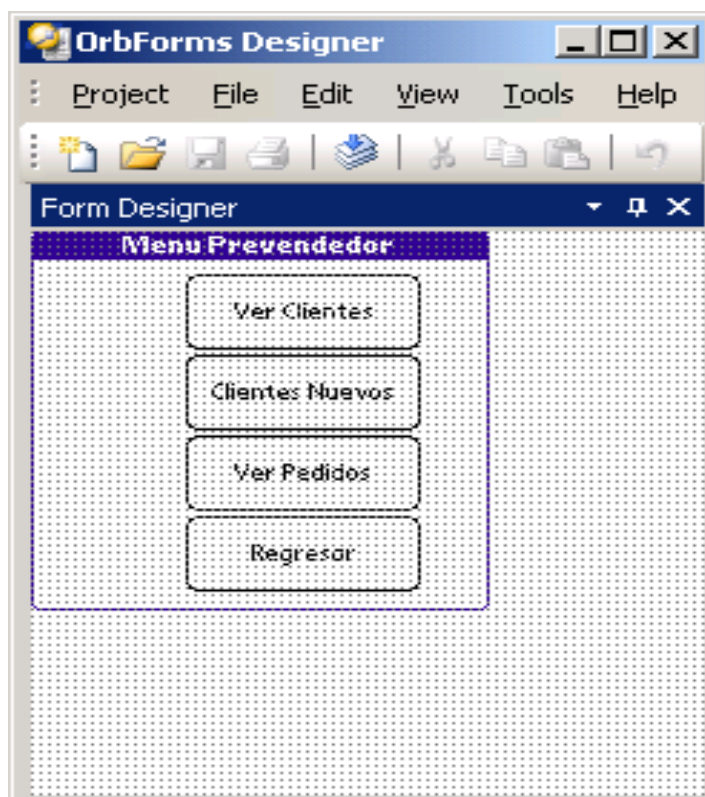 OrbForms Designer
Project File Edit View Tools Help
Form Designer
Menu Prevendedor
Ver Clientes
Clientes Nuevos
Ver Pedidos
Regresar